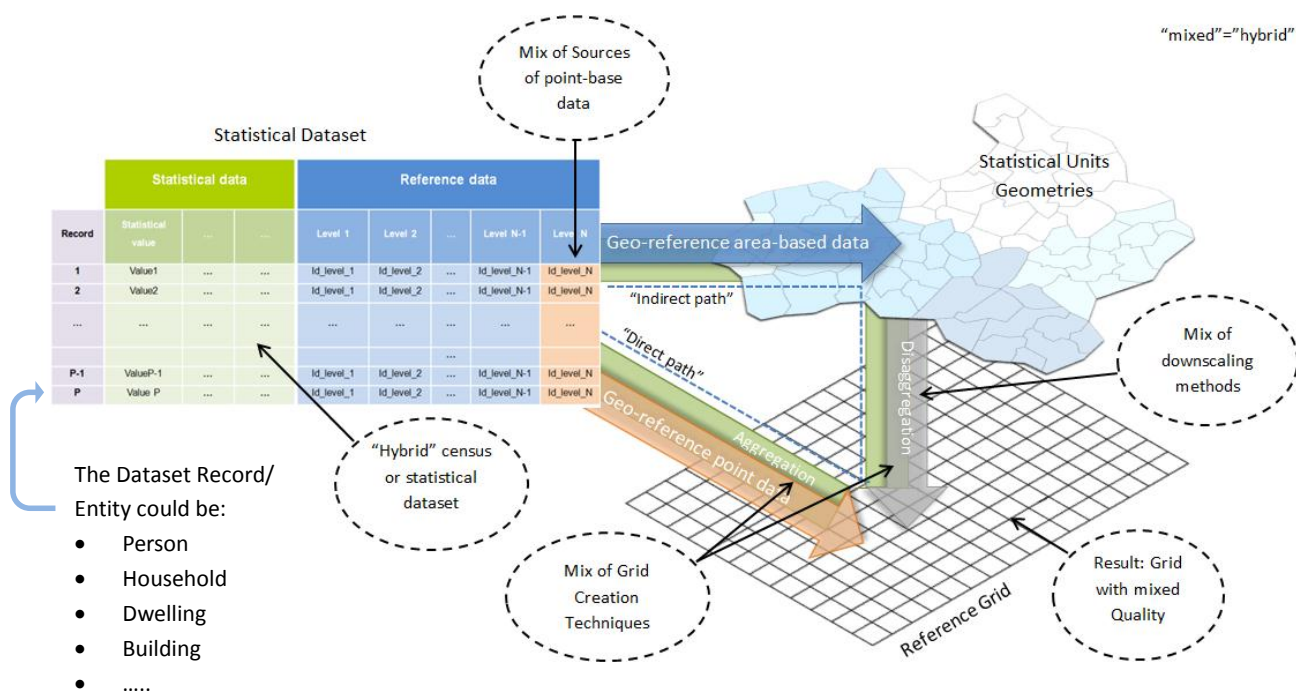 “mixed”=”hybrid”
Mix of Sources
of point-base
data
Statistical Dataset
Statistical data
Reference data
Record
Statistical
value
...
...
Level 1
Level 2
...
Level N-1
Level N
1
Value1
...
...
Id_level_1
Id_level_2
...
Id_level_N-1
Id_level_N
2
Value2
...
...
Id_level_1
Id_level_2
...
Id_level_N-1
Id_level_N
...
...
...
...
...
...
...
...
...
...
P-1
ValueP-1
...
...
Id_level_1
Id_level_2
...
Id_level_N-1
Id_level_N
P
Value P
...
...
Id_level_1
Id_level_2
...
Id_level_N-1
Id_level_N
Statistical Units
Geometries
Geo-reference area-based data
“Indirect path”
“Direct path”
Aggregation
Geo-reference point data
Disaggregation
Mix of
downscaling
methods
“Hybrid” census
or statistical
dataset
The Dataset Record/
Entity could be:
• Person
• Household
• Dwelling
• Building
• .....
Mix of Grid
Creation
Techniques
Result: Grid
with mixed
Quality
Reference Grid